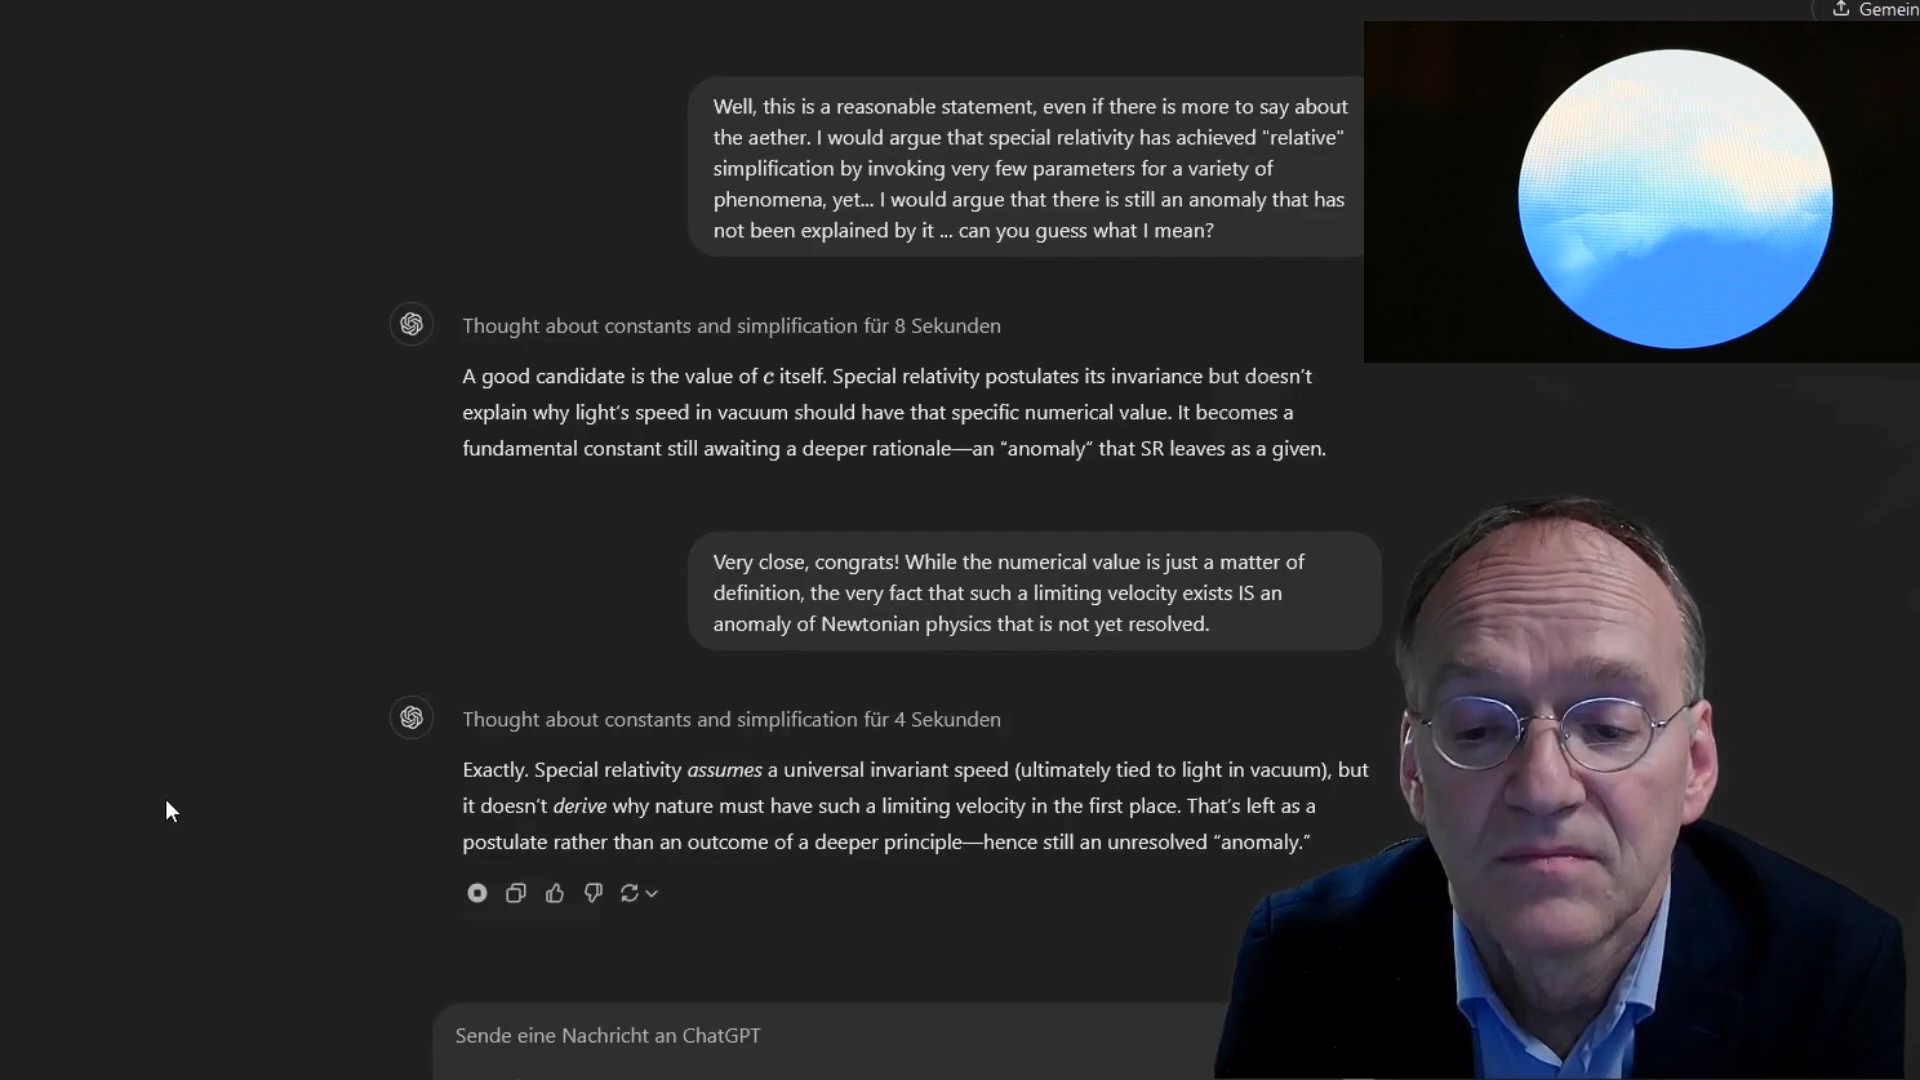 Gemein
Well, this is a reasonable statement, even if there is more to say about
the aether. I would argue that special relativity has achieved "relative"
simplification by invoking very few parameters for a variety of
phenomena, yet... I would argue that there is still an anomaly that has
not been explained by it ... can you guess what I mean?
Thought about constants and simplification für 8 Sekunden
A good candidate is the value of c itself. Special relativity postulates its invariance but doesn’t
explain why light’s speed in vacuum should have that specific numerical value. It becomes a
fundamental constant still awaiting a deeper rationale—an “anomaly” that SR leaves as a given.
Very close, congrats! While the numerical value is just a matter of
definition, the very fact that such a limiting velocity exists IS an
anomaly of Newtonian physics that is not yet resolved.
Thought about constants and simplification für 4 Sekunden
Exactly. Special relativity assumes a universal invariant speed (ultimately tied to light in vacuum), but
it doesn’t derive why nature must have such a limiting velocity in the first place. That’s left as a
postulate rather than an outcome of a deeper principle—hence still an unresolved “anomaly.”
Sende eine Nachricht an ChatGPT